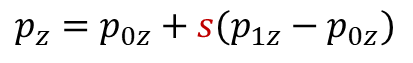 p_z = p_{0z} + s(p_{1z} − p_{0z})